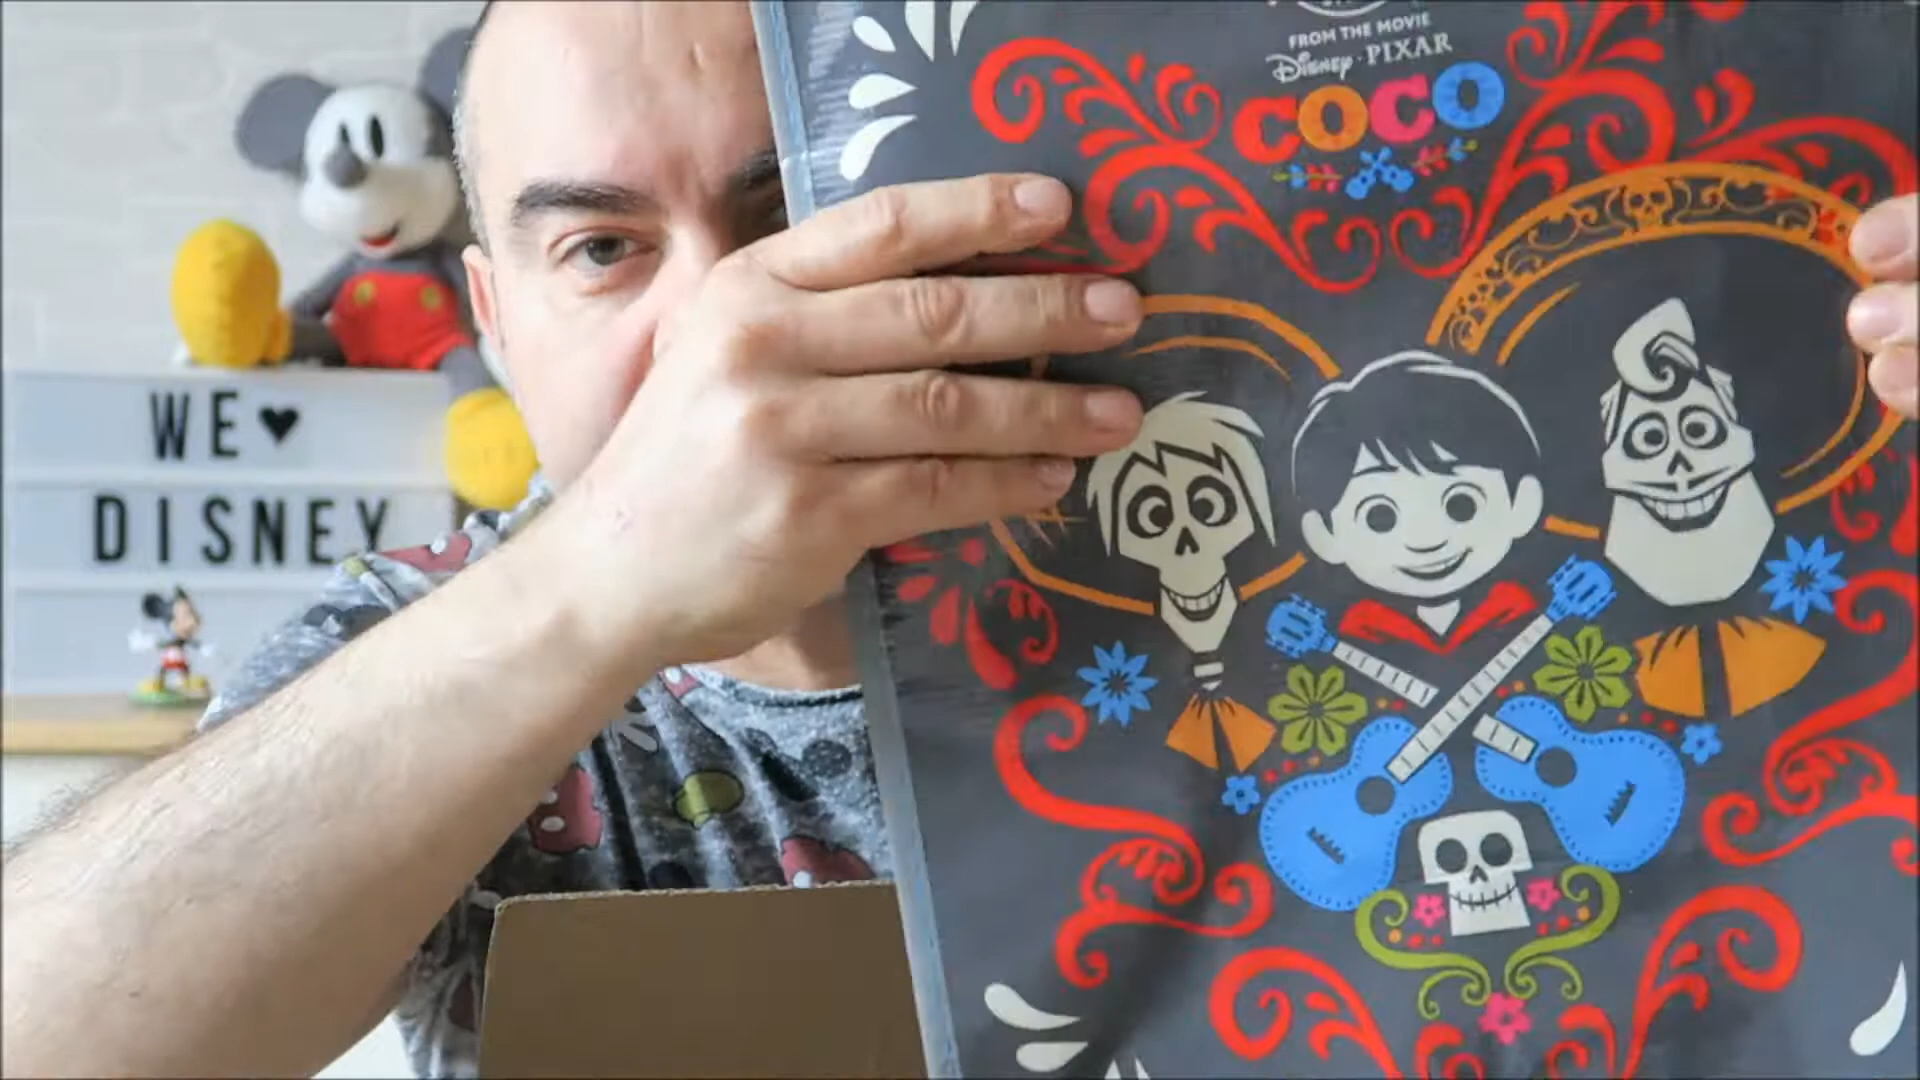 FROM THE MOVIE
Disney · PIXAR
COCO
WE ♥
DISNEY